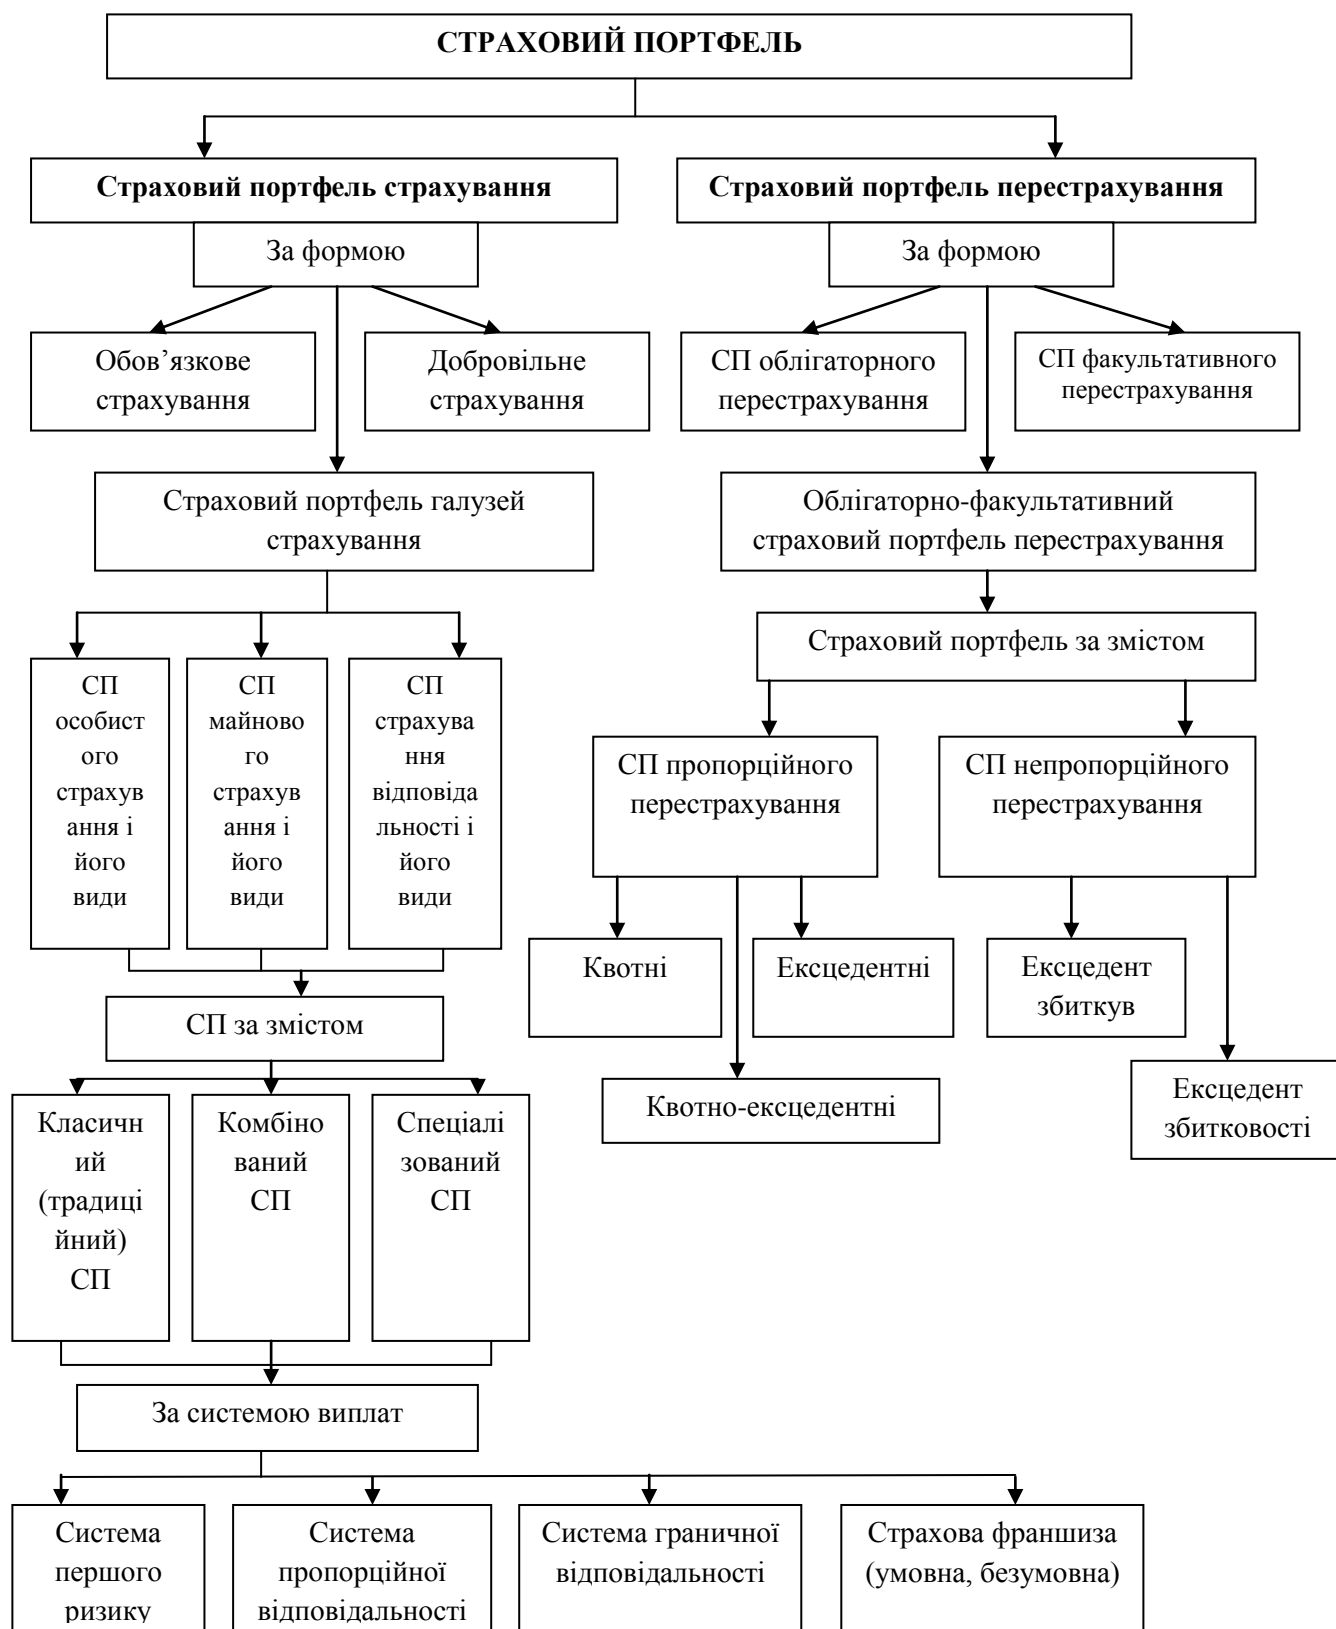 СТРАХОВИЙ ПОРТФЕЛЬ
Страховий портфель страхування
Страховий портфель перестрахування
За формою
За формою
Обов’язкове
страхування
Добровільне
страхування
СП облігаторного
перестрахування
СП факультативного
перестрахування
Страховий портфель галузей
страхування
Облігаторно-факультативний
страховий портфель перестрахування
Страховий портфель за змістом
СП
особист
ого
страхув
ання і
його
види
СП
майново
го
страхув
ання і
його
види
СП
страхува
ння
відповіда
льності і
його
види
СП пропорційного
перестрахування
СП непропорційного
перестрахування
Квотні
Ексцедентні
Ексцедент
збиткув
СП за змістом
Квотно-ексцедентні
Ексцедент
збитковості
Класичн
ий
(традиці
йний)
СП
Комбіно
ваний
СП
Спеціалі
зований
СП
За системою виплат
Система
першого
ризику
Система
пропорційної
відповідальності
Система граничної
відповідальності
Страхова франшиза
(умовна, безумовна)